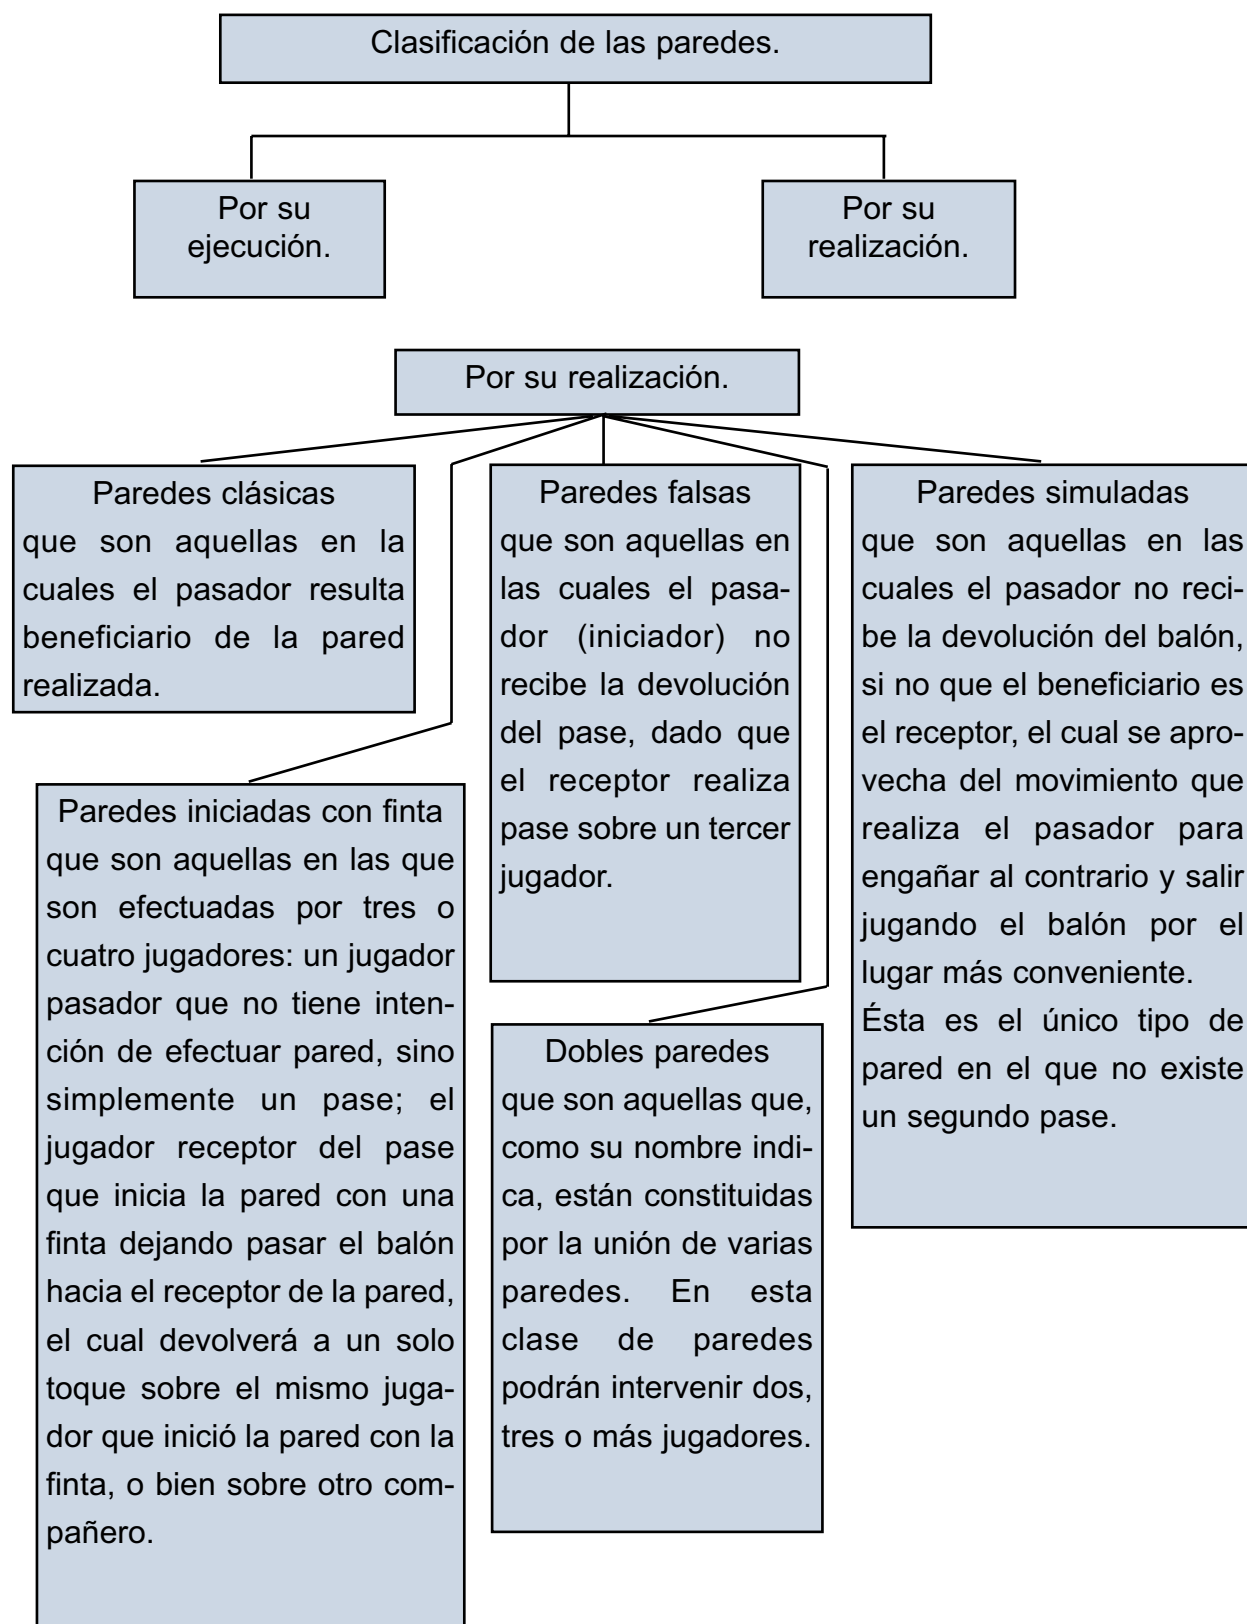 Clasificación de las paredes.
Por su
ejecución.
Por su
realización.
Por su realización.
Paredes clásicas
que son aquellas en la
cuales el pasador resulta
beneficiario de la pared
realizada.
Paredes iniciadas con finta
que son aquellas en las que
son efectuadas por tres o
cuatro jugadores: un jugador
pasador que no tiene inten-
ción de efectuar pared, sino
simplemente un pase; el
jugador receptor del pase
que inicia la pared con una
finta dejando pasar el balón
hacia el receptor de la pared,
el cual devolverá a un solo
toque sobre el mismo juga-
dor que inició la pared con la
finta, o bien sobre otro com-
pañero.
Paredes falsas
que son aquellas en
las cuales el pasa-
dor (iniciador) no
recibe la devolución
del pase, dado que
el receptor realiza
pase sobre un tercer
jugador.
Dobles paredes
que son aquellas que,
como su nombre indi-
ca, están constituidas
por la unión de varias
paredes. En esta
clase de paredes
podrán intervenir dos,
tres o más jugadores.
Paredes simuladas
que son aquellas en las
cuales el pasador no reci-
be la devolución del balón,
si no que el beneficiario es
el receptor, el cual se apro-
vecha del movimiento que
realiza el pasador para
engañar al contrario y salir
jugando el balón por el
lugar más conveniente.
Ésta es el único tipo de
pared en el que no existe
un segundo pase.